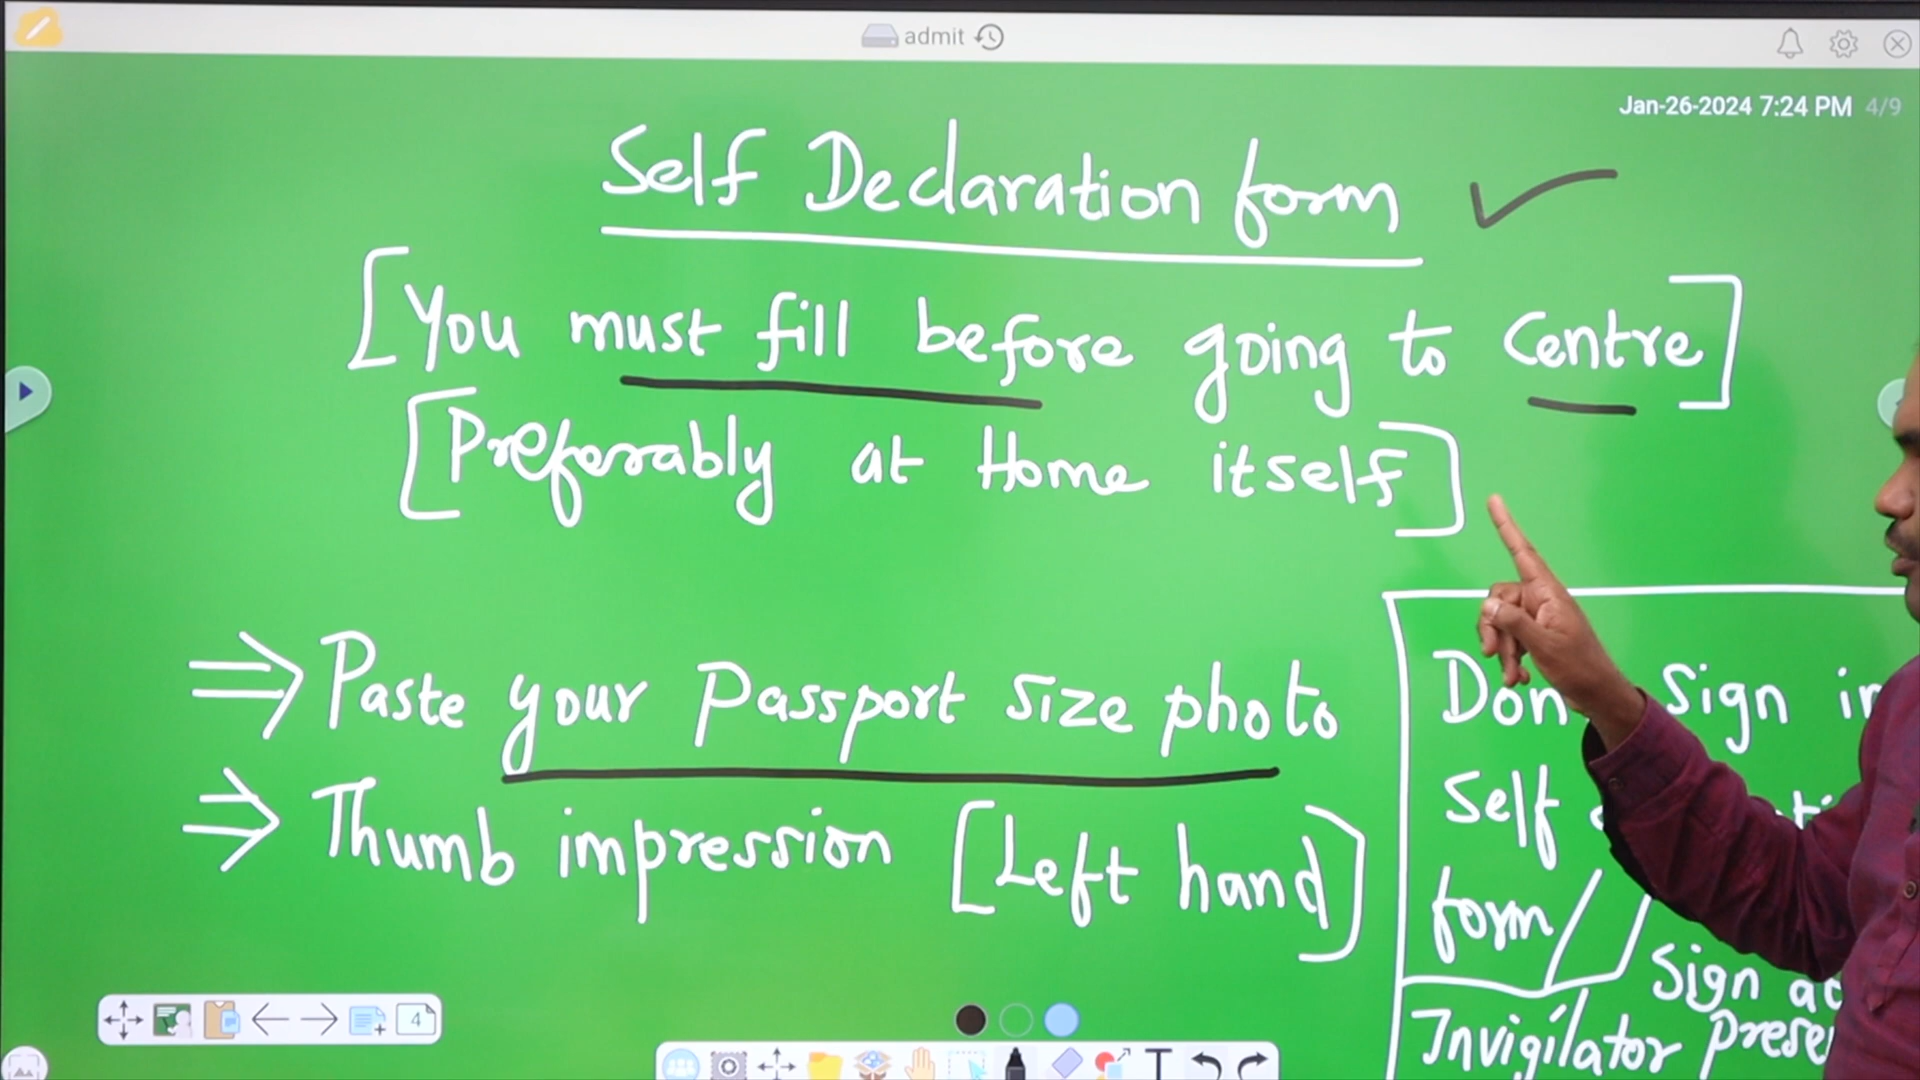 admit
Jan-26-2024 7:24 PM 4/9
Self Declaration form
[You must fill before going to Centre]
[Preferably at Home itself]
⇒ Paste your Passport size photo
⇒ Thumb impression [Left hand]
Sign
Self
form
Sign
Invigilator
4
T